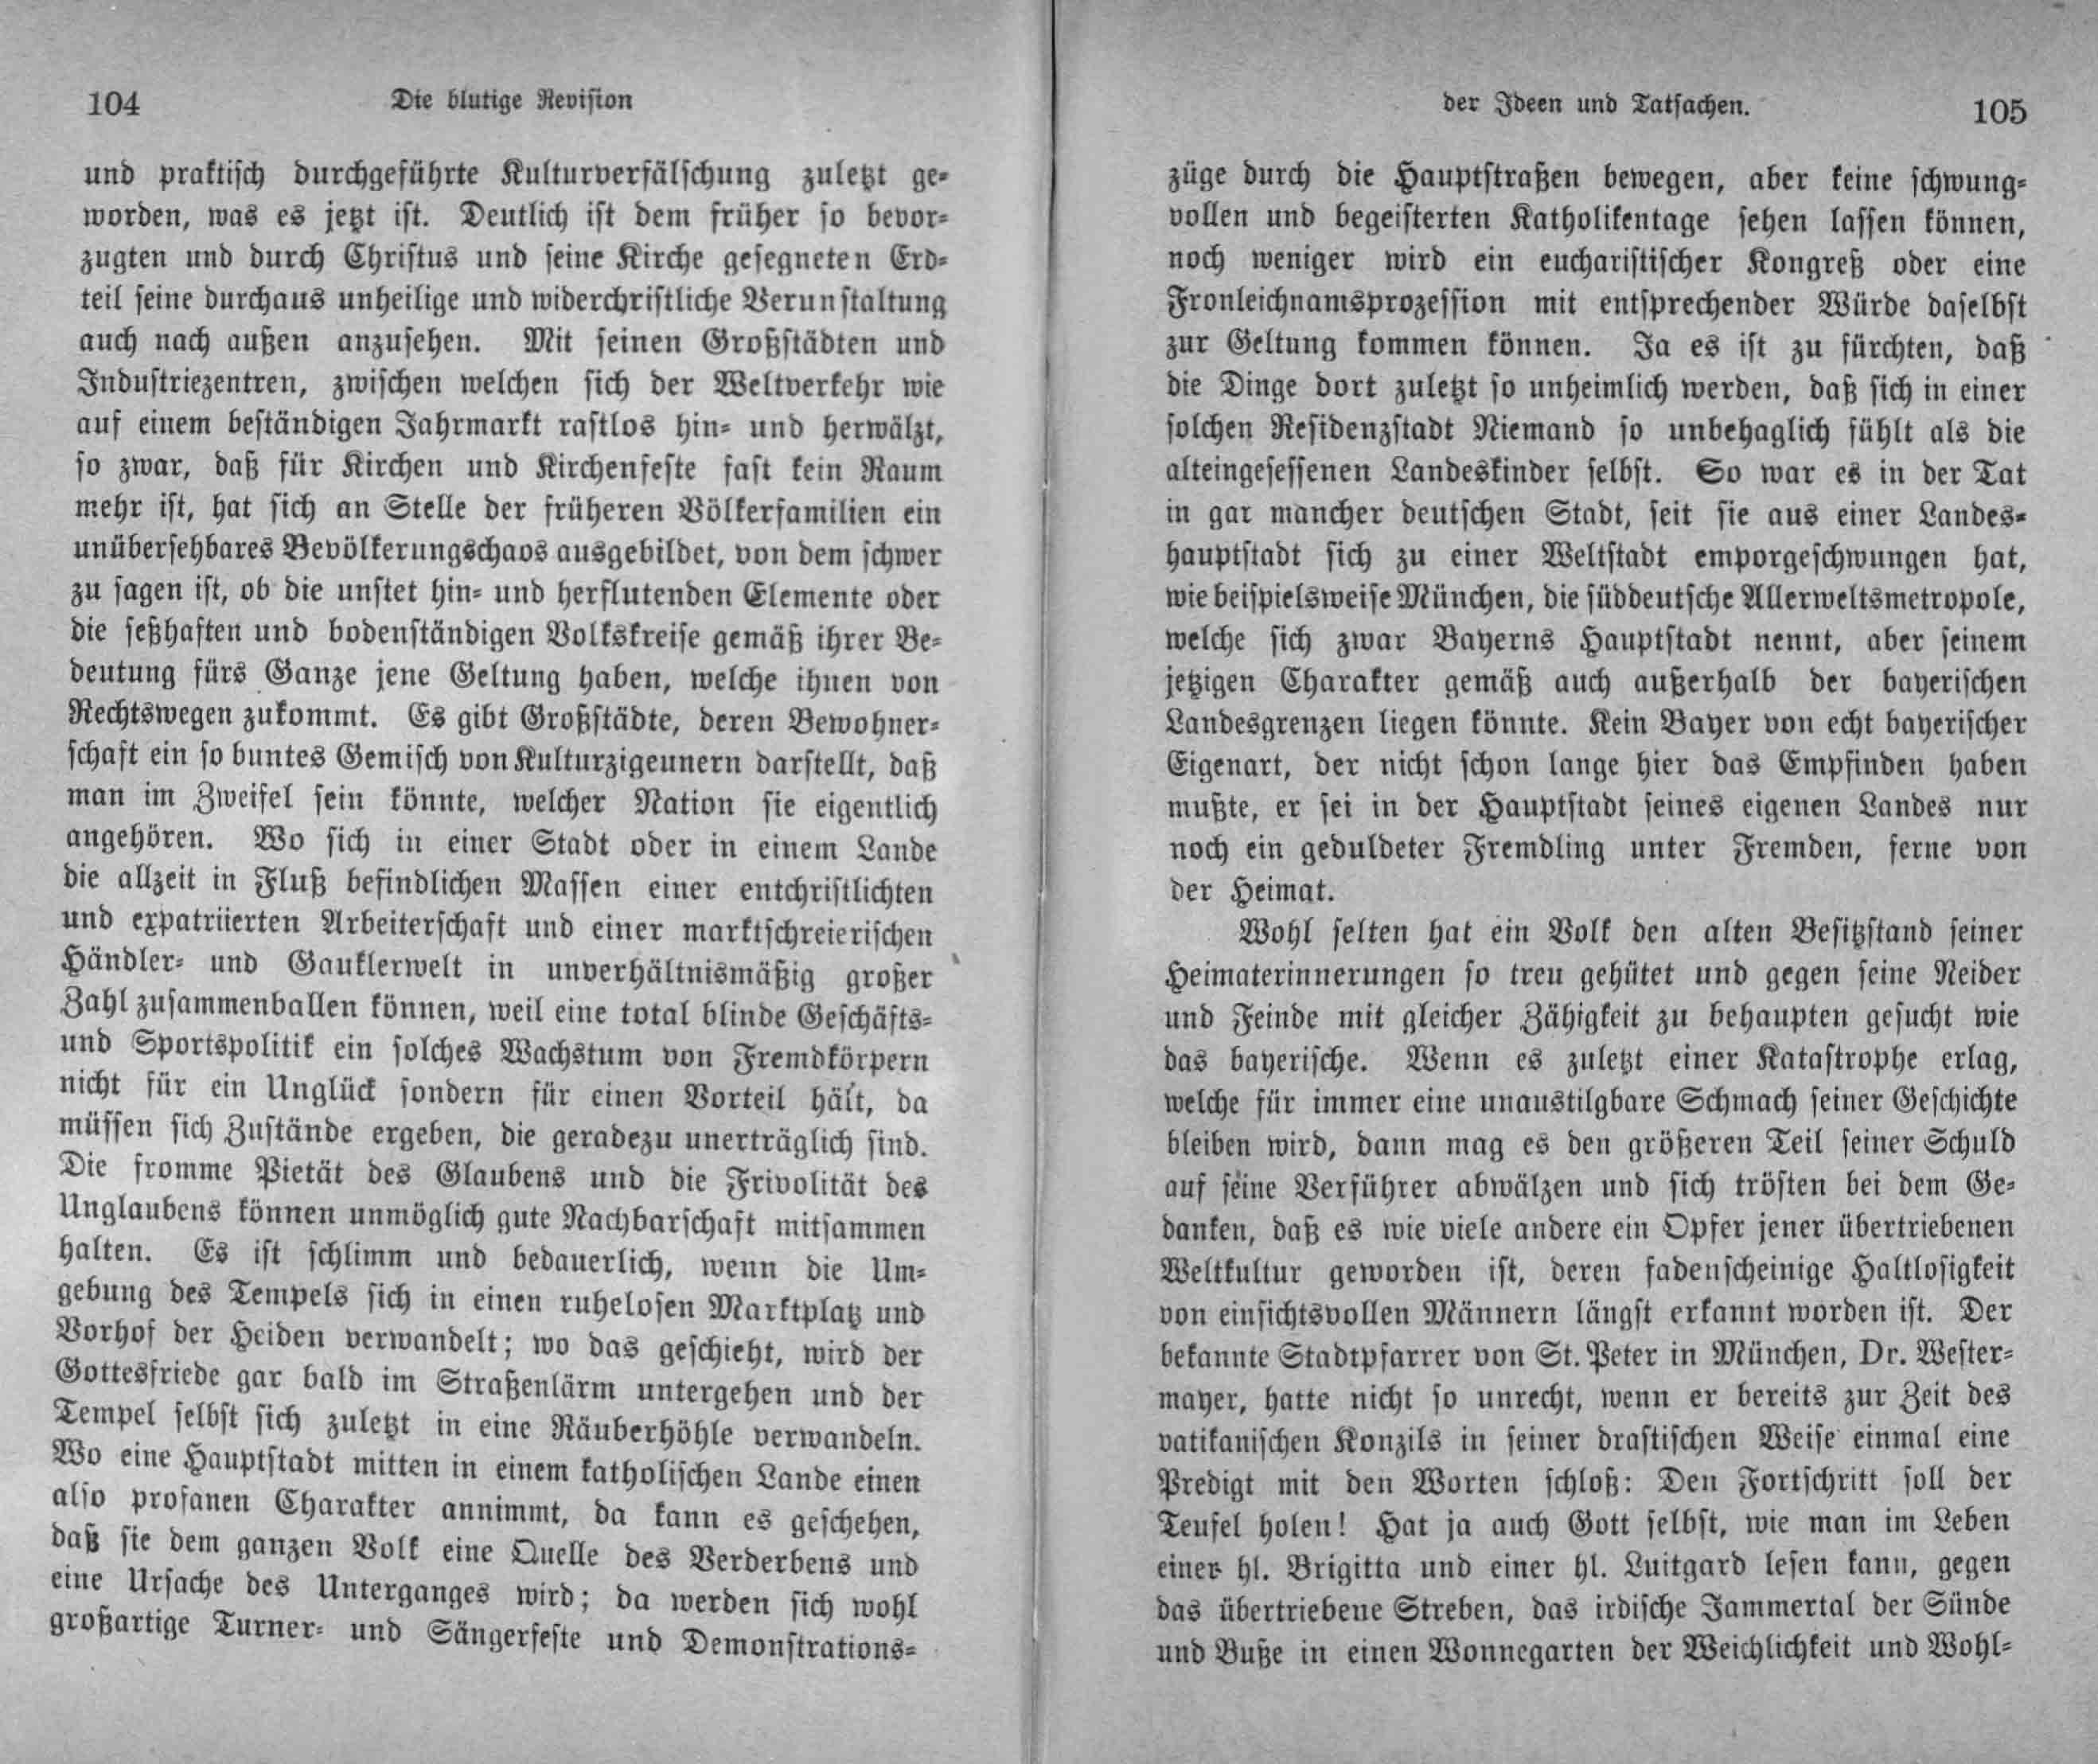 104
Die blutige Revision
und praktisch durchgeführte Kulturverfälschung zuletzt ge-
worden, was es jetzt ist. Deutlich ist dem früher so bevor-
zugten und durch Christus und seine Kirche gesegneten Erd-
teil seine durchaus unheilige und widerchristliche Verunstaltung
auch nach außen anzusehen. Mit seinen Großstädten und
Industriezentren, zwischen welchen sich der Weltverkehr wie
auf einem beständigen Jahrmarkt rastlos hin- und herwälzt,
so zwar, daß für Kirchen und Kirchenfeste fast kein Raum
mehr ist, hat sich an Stelle der früheren Völkerfamilien ein
unübersehbares Bevölkerungschaos ausgebildet, von dem schwer
zu sagen ist, ob die unstet hin- und herflutenden Elemente oder
die seßhaften und bodenständigen Volkskreise gemäß ihrer Be-
deutung fürs Ganze jene Geltung haben, welche ihnen von
Rechtswegen zukommt. Es gibt Großstädte, deren Bewohner-
schaft ein so buntes Gemisch von Kulturzigeunern darstellt, daß
man im Zweifel sein könnte, welcher Nation sie eigentlich
angehören. Wo sich in einer Stadt oder in einem Lande
die allzeit in Fluß befindlichen Massen einer entchristlichten
und expatriierten Arbeiterschaft und einer marktschreierischen
Händler- und Gauklerwelt in unverhältnismäßig großer
Zahl zusammenballen können, weil eine total blinde Geschäfts-
und Sportspolitik ein solches Wachstum von Fremdkörpern
nicht für ein Unglück sondern für einen Vorteil hält, da
müssen sich Zustände ergeben, die geradezu unerträglich sind.
Die fromme Pietät des Glaubens und die Frivolität des
Unglaubens können unmöglich gute Nachbarschaft mitsammen
halten. Es ist schlimm und bedauerlich, wenn die Um-
gebung des Tempels sich in einen ruhelosen Marktplatz und
Vorhof der Heiden verwandelt; wo das geschieht, wird der
Gottesfriede gar bald im Straßenlärm untergehen und der
Tempel selbst sich zuletzt in eine Räuberhöhle verwandeln.
Wo eine Hauptstadt mitten in einem katholischen Lande einen
also profanen Charakter annimmt, da kann es geschehen,
daß sie dem ganzen Volk eine Quelle des Verderbens und
eine Ursache des Unterganges wird; da werden sich wohl
großartige Turner- und Sängerfeste und Demonstrations-
der Ideen und Tatsachen.
105
züge durch die Hauptstraßen bewegen, aber keine schwung-
vollen und begeisterten Katholikentage sehen lassen können,
noch weniger wird ein eucharistischer Kongreß oder eine
Fronleichnamsprozession mit entsprechender Würde daselbst
zur Geltung kommen können. Ja es ist zu fürchten, daß
die Dinge dort zuletzt so unheimlich werden, daß sich in einer
solchen Residenzstadt Niemand so unbehaglich fühlt als die
alteingesessenen Landeskinder selbst. So war es in der Tat
in gar mancher deutschen Stadt, seit sie aus einer Landes-
hauptstadt sich zu einer Weltstadt emporgeschwungen hat,
wie beispielsweise München, die süddeutsche Allerweltsmetropole,
welche sich zwar Bayerns Hauptstadt nennt, aber seinem
jetzigen Charakter gemäß auch außerhalb der bayerischen
Landesgrenzen liegen könnte. Kein Bayer von echt bayerischer
Eigenart, der nicht schon lange hier das Empfinden haben
mußte, er sei in der Hauptstadt seines eigenen Landes nur
noch ein geduldeter Fremdling unter Fremden, ferne von
der Heimat.
Wohl selten hat ein Volk den alten Besitzstand seiner
Heimaterinnerungen so treu gehütet und gegen seine Neider
und Feinde mit gleicher Zähigkeit zu behaupten gesucht wie
das bayerische. Wenn es zuletzt einer Katastrophe erlag,
welche für immer eine unaustilgbare Schmach seiner Geschichte
bleiben wird, dann mag es den größeren Teil seiner Schuld
auf seine Verführer abwälzen und sich trösten bei dem Ge-
danken, daß es wie viele andere ein Opfer jener übertriebenen
Weltkultur geworden ist, deren fadenscheinige Haltlosigkeit
von einsichtsvollen Männern längst erkannt worden ist. Der
bekannte Stadtpfarrer von St. Peter in München, Dr. Wester-
mayer, hatte nicht so unrecht, wenn er bereits zur Zeit des
vatikanischen Konzils in seiner drastischen Weise einmal eine
Predigt mit den Worten schloß: Den Fortschritt soll der
Teufel holen! Hat ja auch Gott selbst, wie man im Leben
einer hl. Brigitta und einer hl. Luitgard lesen kann, gegen
das übertriebene Streben, das irdische Jammertal der Sünde
und Buße in einen Wonnegarten der Weichlichkeit und Wohl-